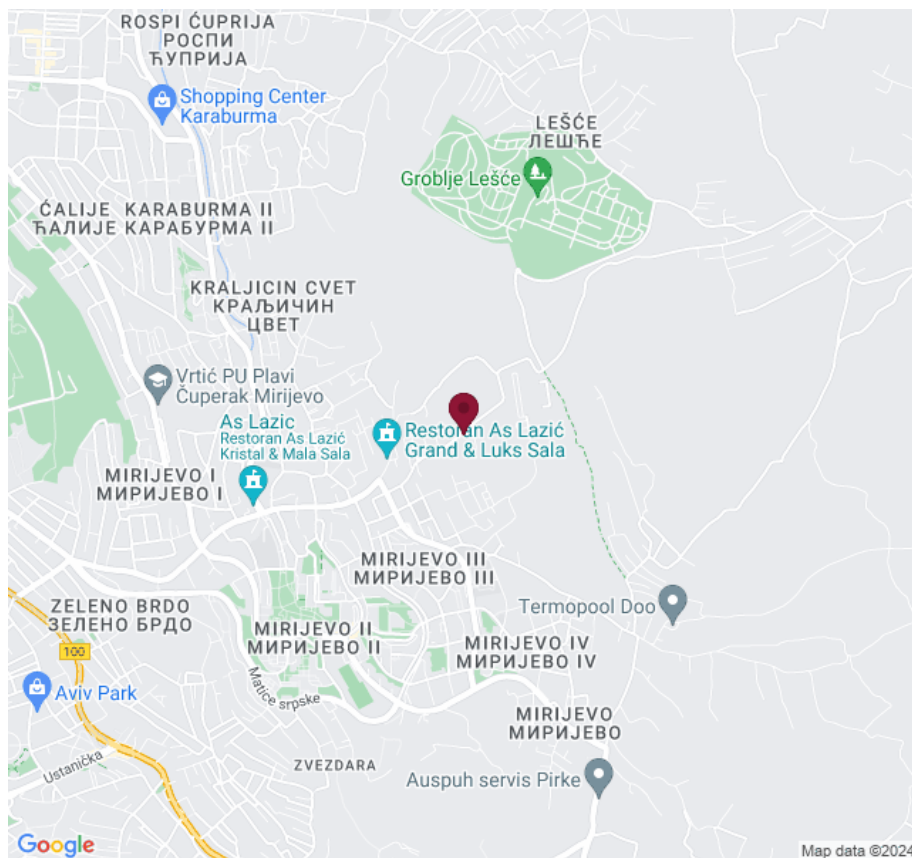 ROSPI ĆUPRIJA
РОСПИ
ЋУПРИЈА
Shopping Center
Karaburma
LEŠĆE
ЛЕШЋЕ
Groblje Lešće
ĆALIJE KARABURMA II
ЋАЛИЈЕ КАРАБУРМА II
KRALJICIN CVET
КРАЉИЧИН
ЦВЕТ
Vrtić PU Plavi
Čuperak Mirijevo
As Lazic
Restoran As Lazić
Kristal & Mala Sala
Restoran As Lazić
Grand & Luks Sala
MIRIJEVO I
МИРИЈЕВО I
MIRIJEVO III
МИРИЈЕВО III
ZELENO BRDO
ЗЕЛЕНО БРДО
Termopool Doo
MIRIJEVO II
МИРИЈЕВО II
MIRIJEVO IV
МИРИЈЕВО IV
100
Aviv Park
Matice srpske
MIRIJEVO
МИРИЈЕВО
Ustanička
ZVEZDARA
Auspuh servis Pirke
Google
Map data ©2024